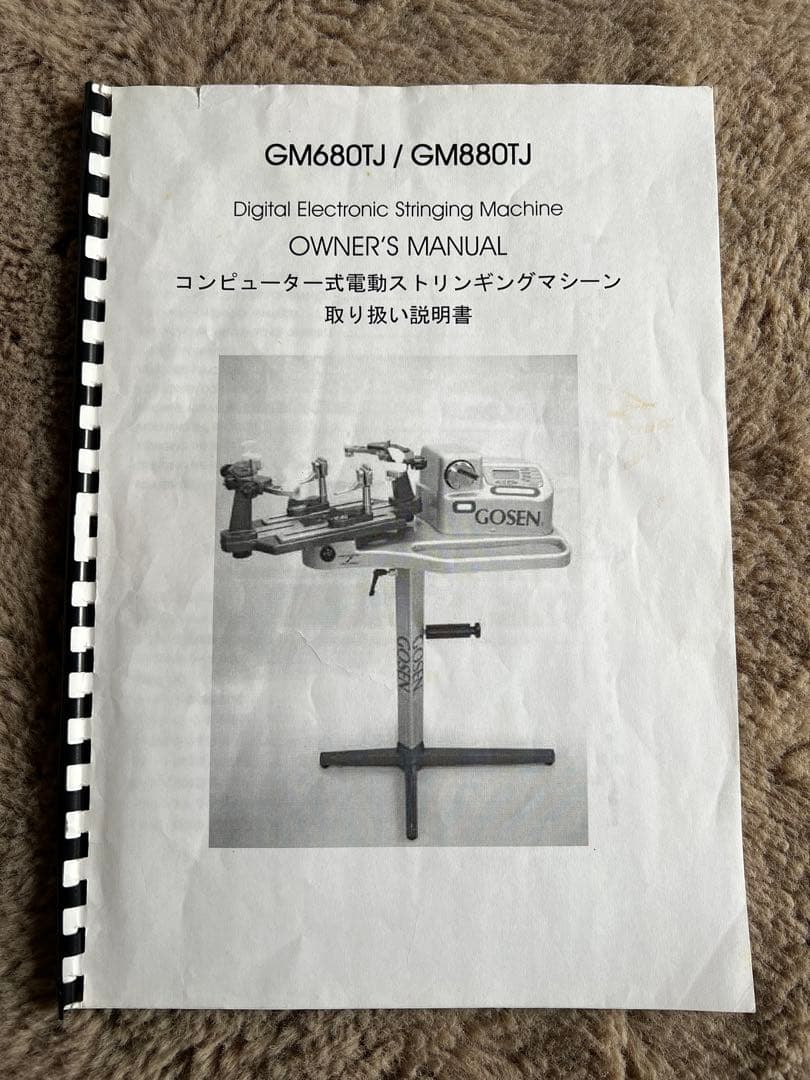 GM680TJ / GM880TJ
Digital Electronic Stringing Machine
OWNER'S MANUAL
コンピューター式電動ストリンギングマシーン
取り扱い説明書
GOSEN
GOSEN
GOSEN